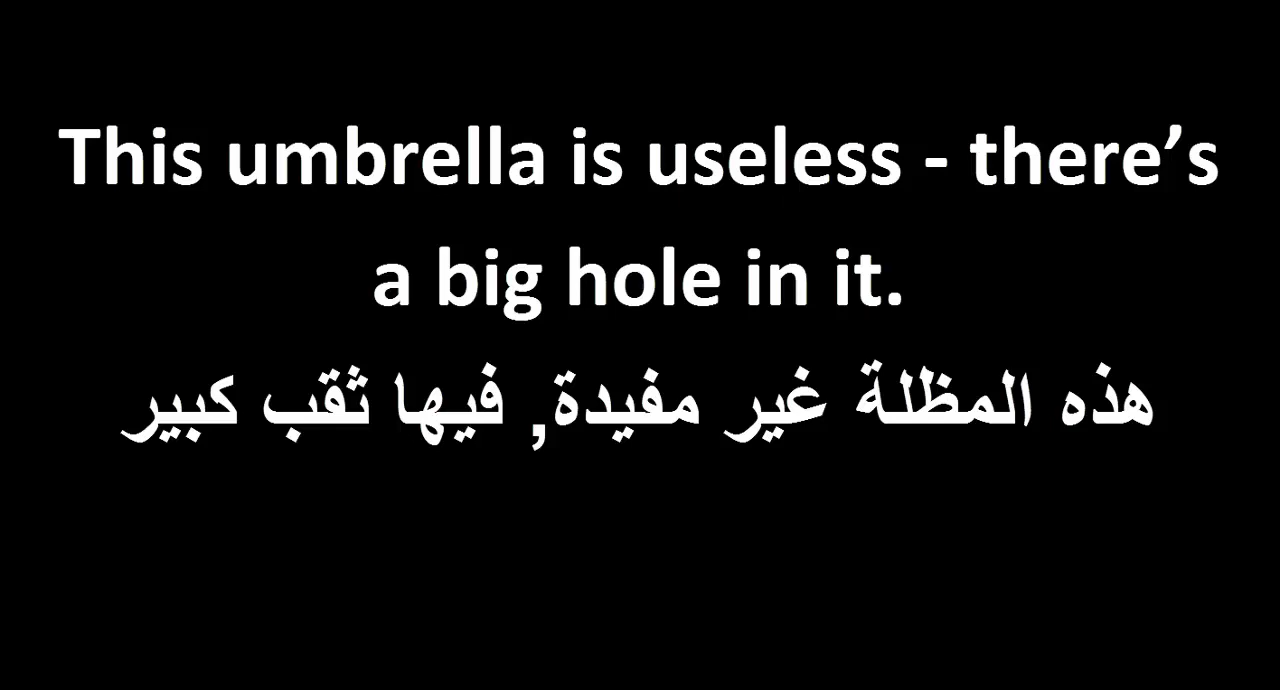 This umbrella is useless - there’s
a big hole in it.
هذه المظلة غير مفيدة, فيها ثقب كبير